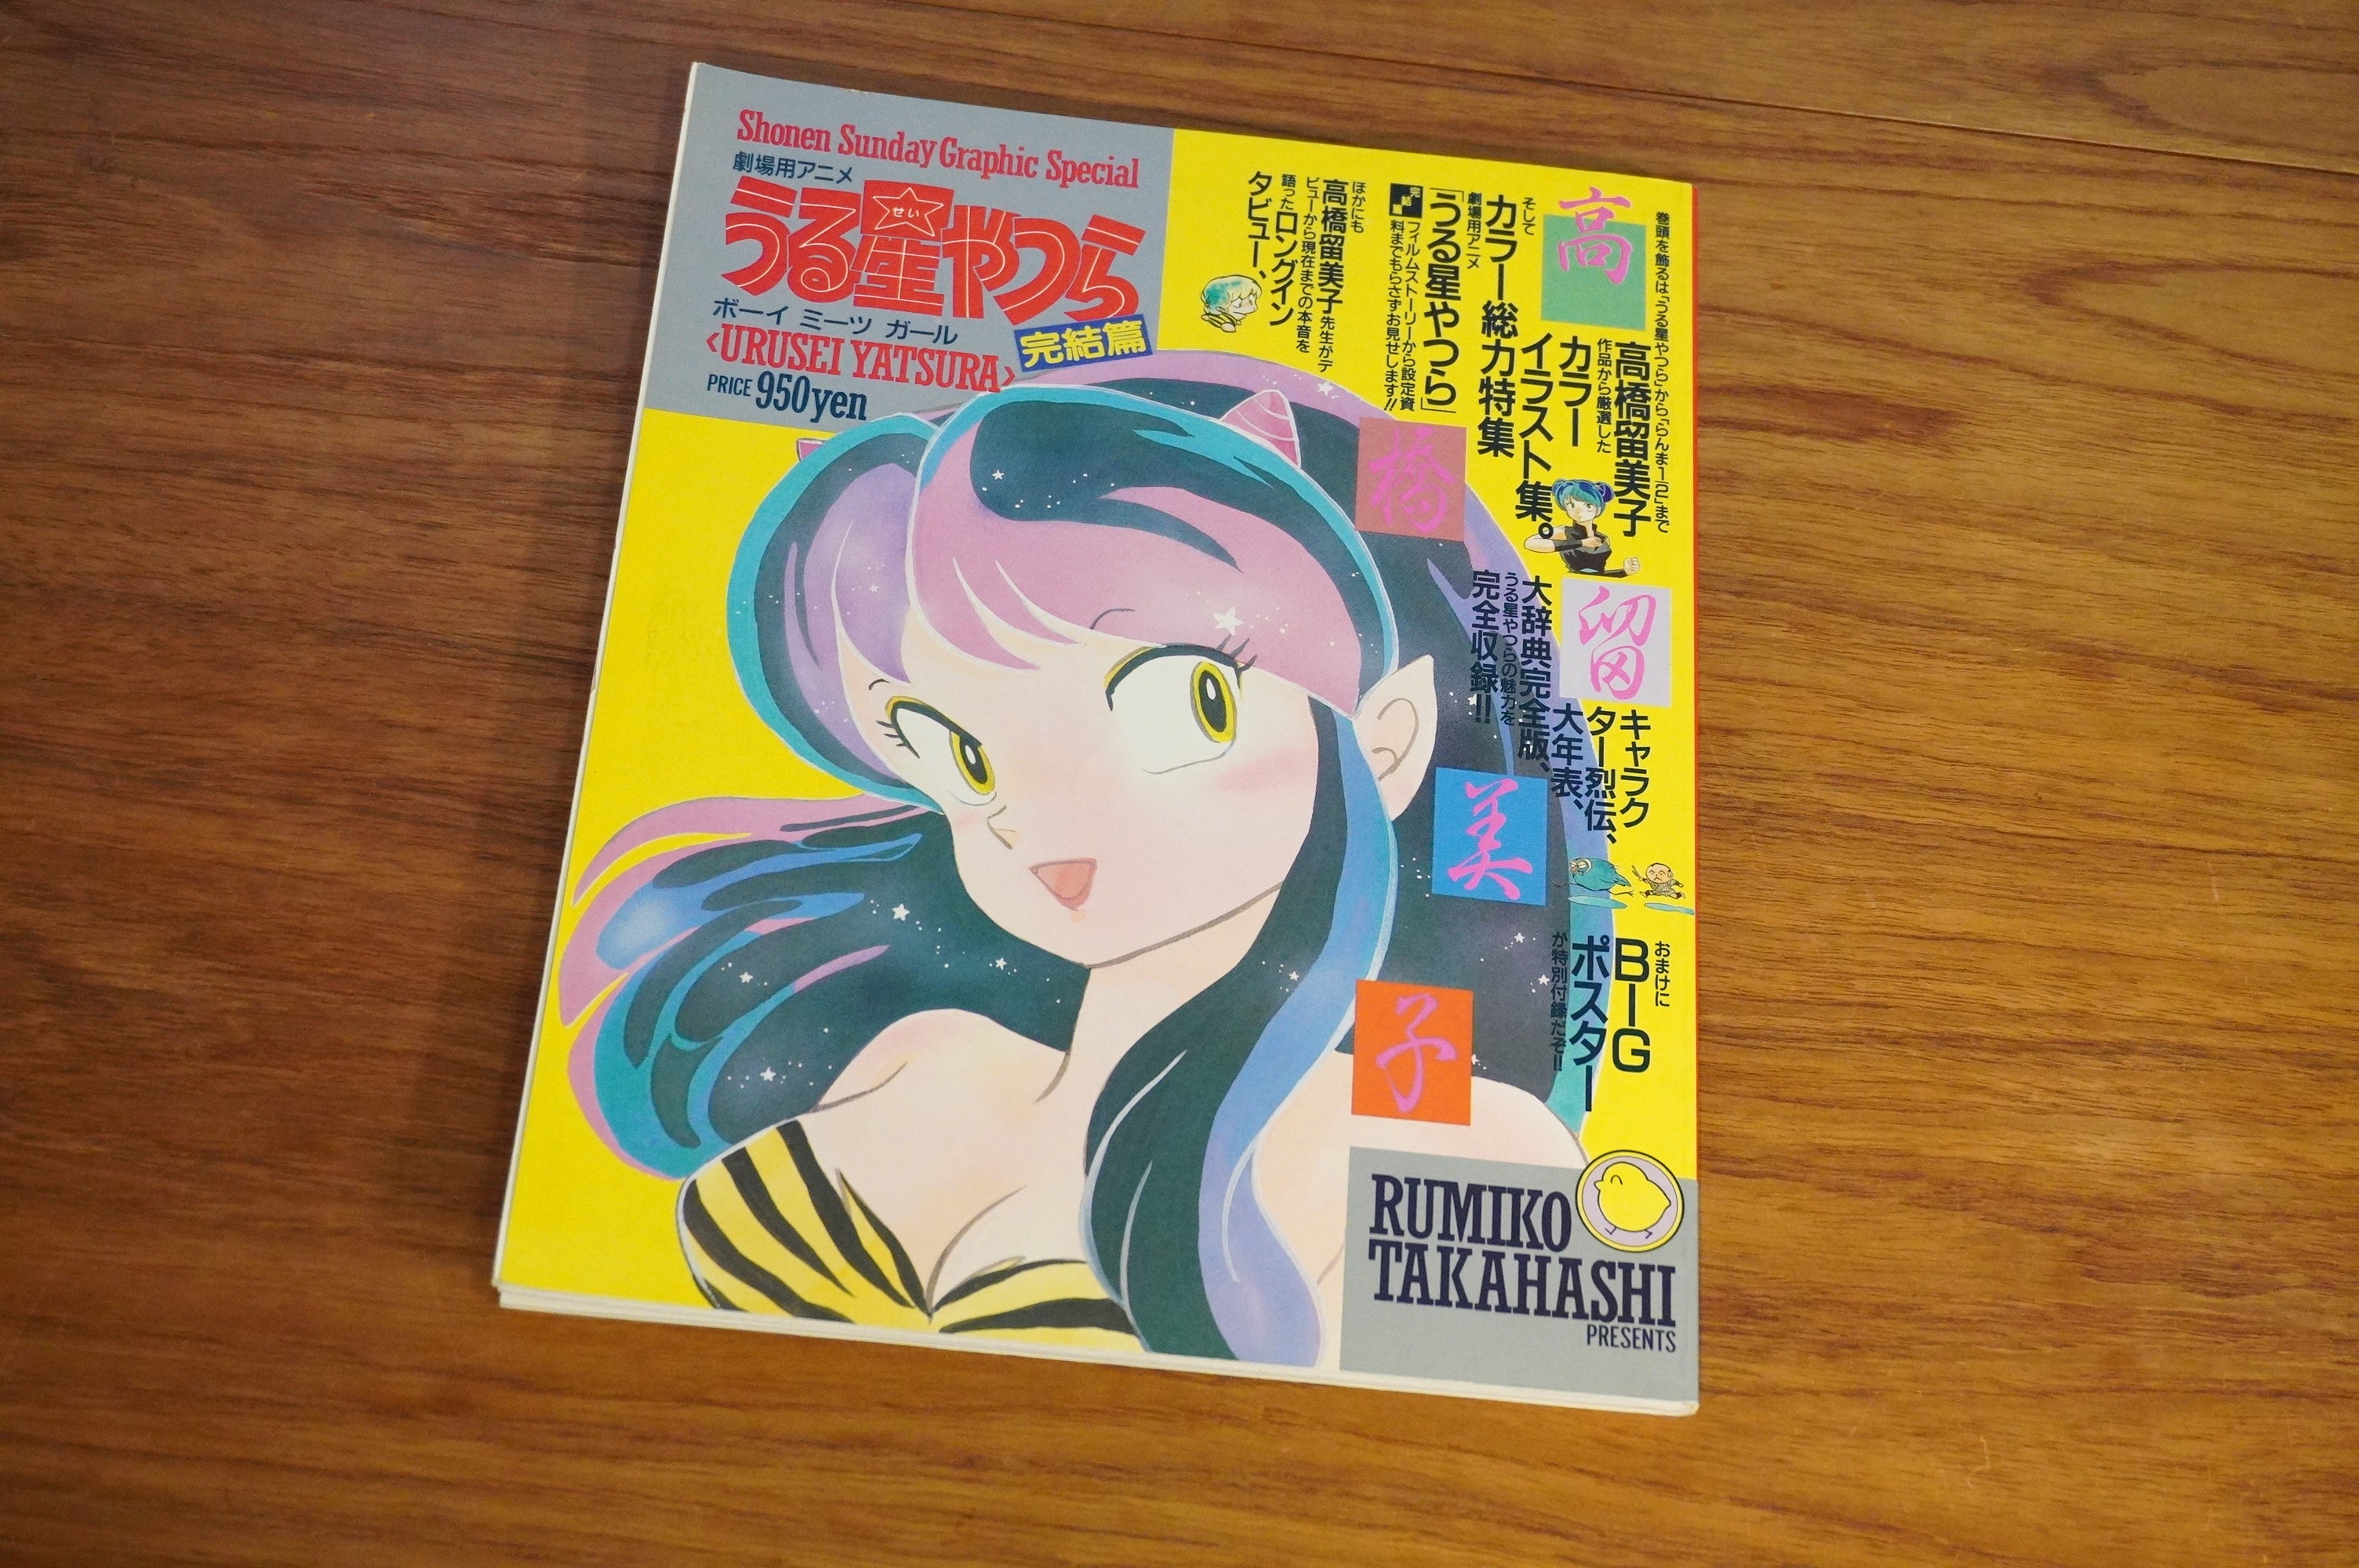 Shonen Sunday Graphic Special
劇場用アニメ
うる星やつら
せい
ボーイ ミーツ ガール
完結篇
<URUSEI YATSURA>
PRICE 950yen
巻頭を飾るは「うる星やつら」から「らんま1/2」まで
高橋留美子
作品から厳選した
カラー
イラスト集。
そして
カラー総力特集
劇場用アニメ
「うる星やつら」
完結篇
フィルムストーリーから設定資
料までもらさずお見せします!!
ほかにも
高橋留美子先生がデ
ビューから現在までの本音を
語ったロングイン
タビュー、
キャラク
ター烈伝、
大年表、
大辞典完全版、
うる星やつらの魅力を
完全収録!!
おまけに
BIG
ポスター
が特別付録だぞ!!
高
橋
留
美
子
RUMIKO
TAKAHASHI
PRESENTS